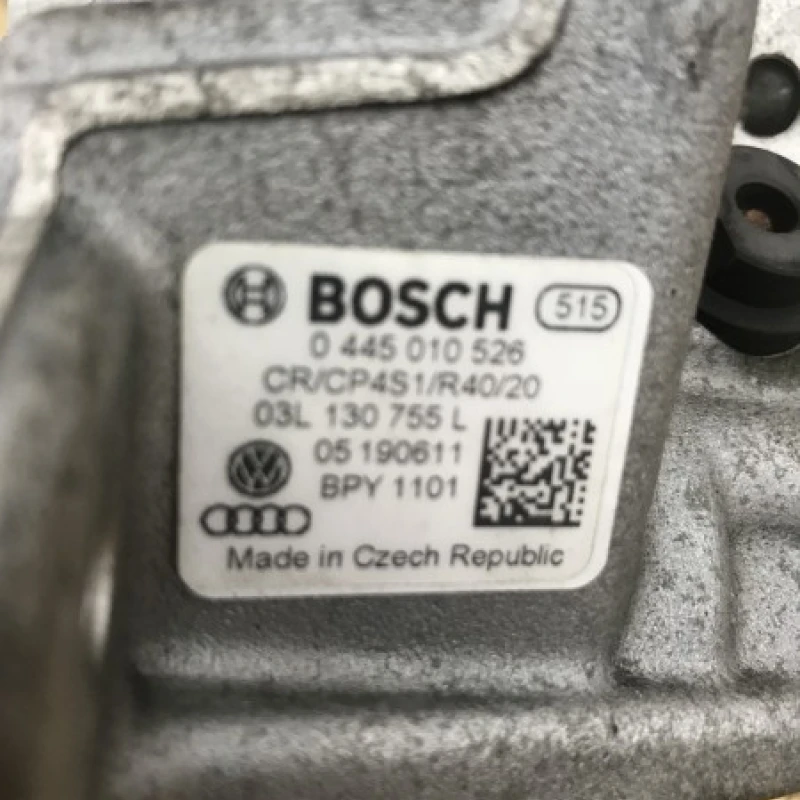 BOSCH 515
0 445 010 526
CR/CP4S1/R40/20
03L 130 755 L
05 190611
BPY 1101
Made in Czech Republic